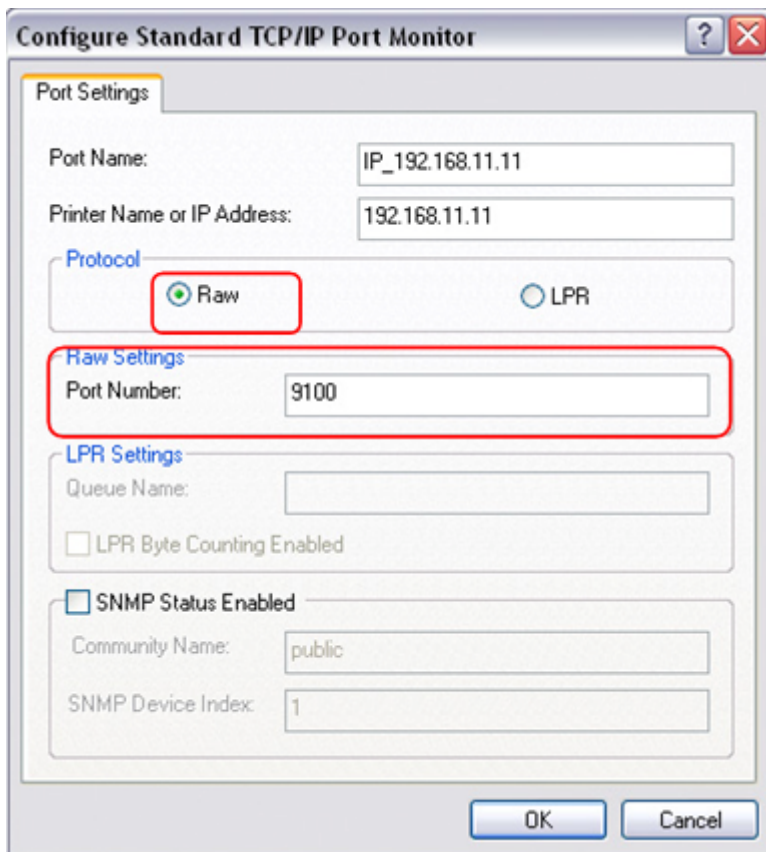 Configure Standard TCP/IP Port Monitor
Port Settings
Port Name: IP_192.168.11.11
Printer Name or IP Address: 192.168.11.11
Protocol
Raw LPR
Raw Settings
Port Number: 9100
LPR Settings
Queue Name:
LPR Byte Counting Enabled
SNMP Status Enabled
Community Name: public
SNMP Device Index: 1
OK Cancel